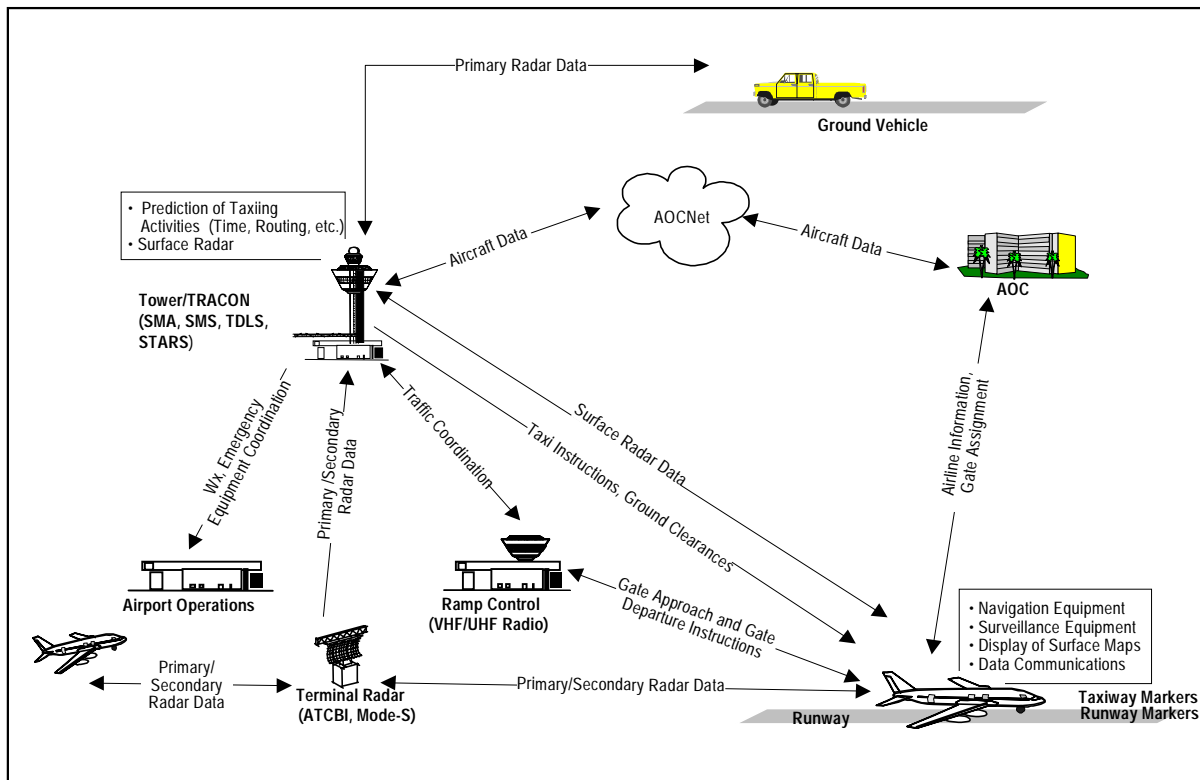 Primary Radar Data
Ground Vehicle
• Prediction of Taxiing
Activities (Time, Routing, etc.)
• Surface Radar
AOCNet
Aircraft Data
Aircraft Data
AOC
Tower/TRACON
(SMA, SMS, TDLS,
STARS)
Wx, Emergency
Equipment Coordination
Primary /Secondary
Radar Data
Traffic Coordination
Surface Radar Data
Taxi Instructions, Ground Clearances
Airline Information,
Gate Assignment
Airport Operations
Ramp Control
(VHF/UHF Radio)
Gate Approach and Gate
Departure Instructions
• Navigation Equipment
• Surveillance Equipment
• Display of Surface Maps
• Data Communications
Primary/
Secondary
Radar Data
Terminal Radar
(ATCBI, Mode-S)
Primary/Secondary Radar Data
Runway
Taxiway Markers
Runway Markers